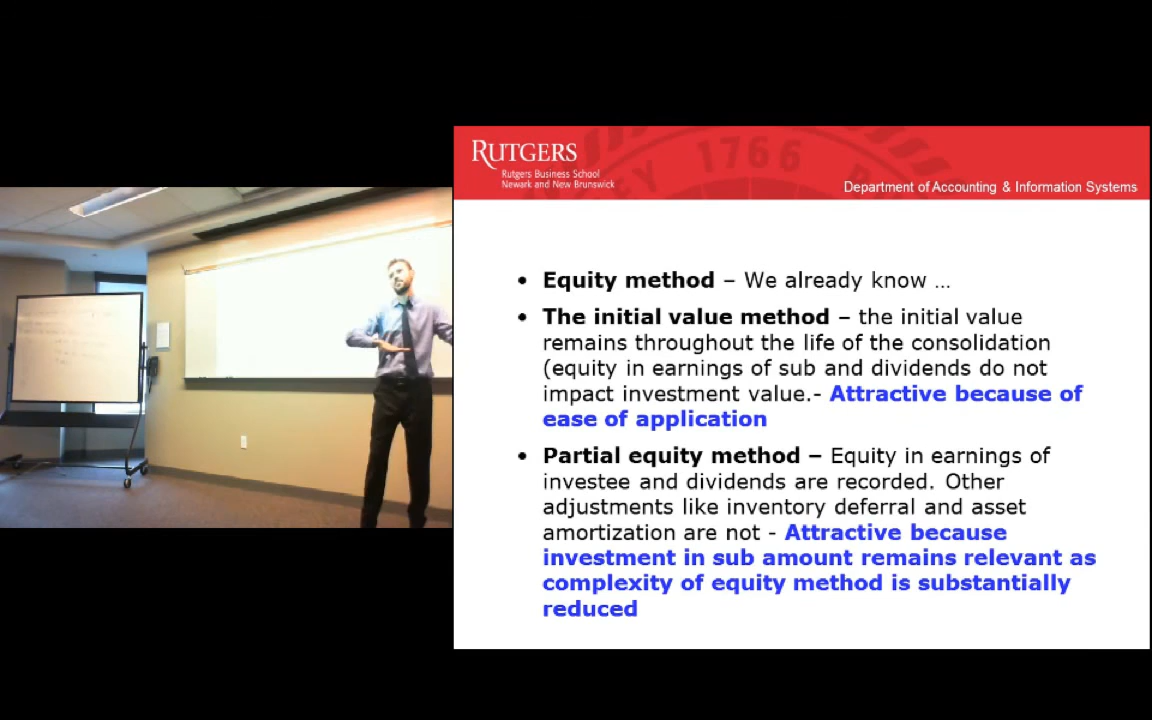 RUTGERS
Rutgers Business School
Newark and New Brunswick
1766
Department of Accounting & Information Systems
• Equity method – We already know …
• The initial value method – the initial value
remains throughout the life of the consolidation
(equity in earnings of sub and dividends do not
impact investment value.- Attractive because of
ease of application
• Partial equity method – Equity in earnings of
investee and dividends are recorded. Other
adjustments like inventory deferral and asset
amortization are not - Attractive because
investment in sub amount remains relevant as
complexity of equity method is substantially
reduced